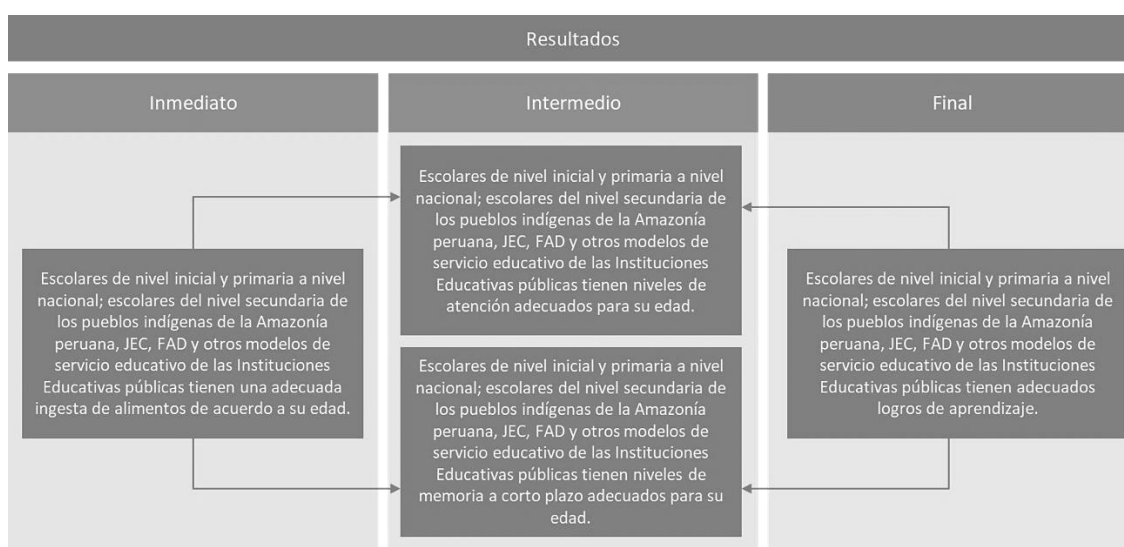 Resultados
Inmediato
Intermedio
Final
Escolares de nivel inicial y primaria a nivel
nacional; escolares del nivel secundaria de
los pueblos indígenas de la Amazonía
peruana, JEC, FAD y otros modelos de
servicio educativo de las Instituciones
Educativas públicas tienen una adecuada
ingesta de alimentos de acuerdo a su edad.
Escolares de nivel inicial y primaria a nivel
nacional; escolares del nivel secundaria de
los pueblos indígenas de la Amazonía
peruana, JEC, FAD y otros modelos de
servicio educativo de las Instituciones
Educativas públicas tienen niveles de
atención adecuados para su edad.
Escolares de nivel inicial y primaria a nivel
nacional; escolares del nivel secundaria de
los pueblos indígenas de la Amazonía
peruana, JEC, FAD y otros modelos de
servicio educativo de las Instituciones
Educativas públicas tienen niveles de
memoria a corto plazo adecuados para su
edad.
Escolares de nivel inicial y primaria a nivel
nacional; escolares del nivel secundaria de
los pueblos indígenas de la Amazonía
peruana, JEC, FAD y otros modelos de
servicio educativo de las Instituciones
Educativas públicas tienen adecuados
logros de aprendizaje.